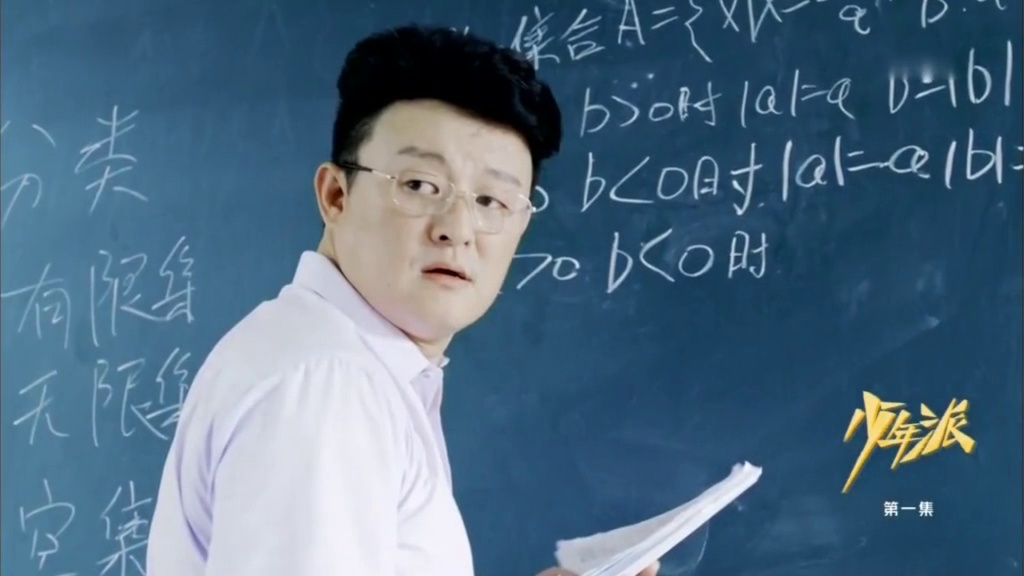 分类
有限集
无限集
空集
集合A={x|x=
b>0时 |a|=a b=|b|
b<0时 |a|=-a |b|=
>0 b<0时
少年派
第一集